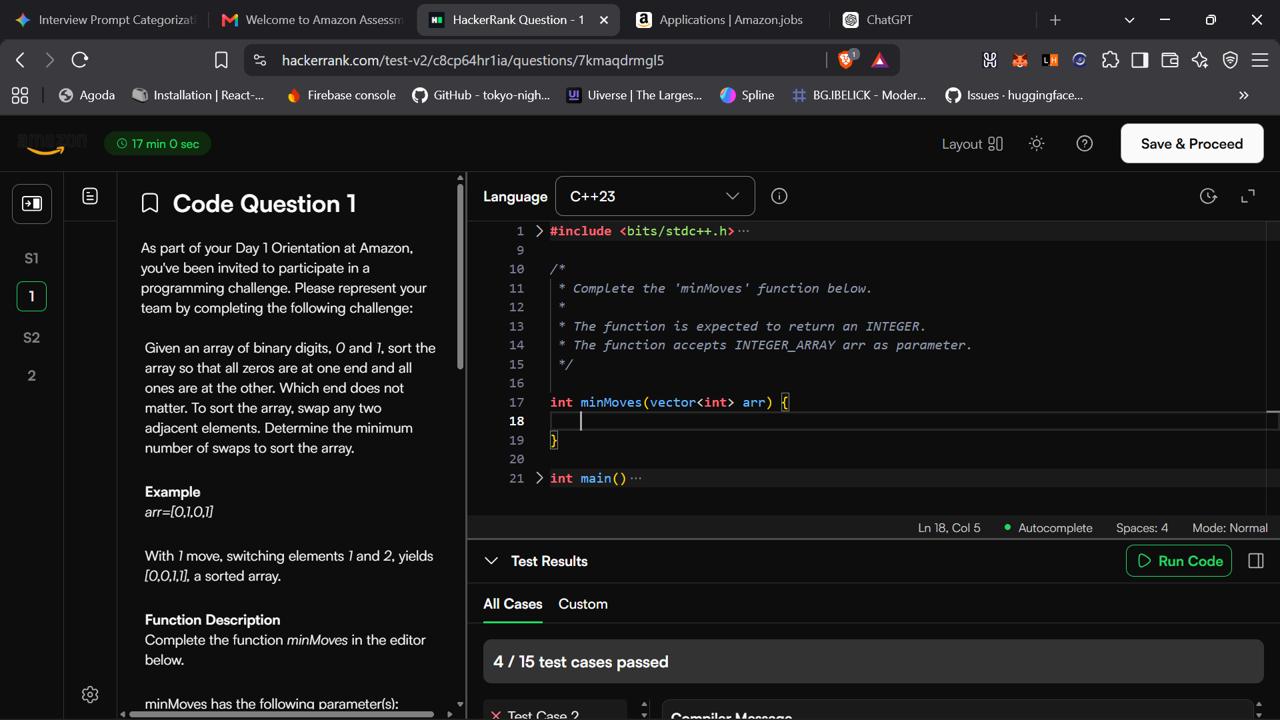 Interview Prompt Categorizati
Welcome to Amazon Assessm
HackerRank Question - 1
Applications | Amazon.jobs
ChatGPT
hackerrank.com/test-v2/c8cp64hr1ia/questions/7kmaqdrmgl5
1
Agoda
Installation | React-...
Firebase console
GitHub - tokyo-nigh...
Uiverse | The Larges...
Spline
BG.IBELICK - Moder...
Issues · huggingface...
amazon
17 min 0 sec
Layout
Save & Proceed
S1
1
S2
2
Code Question 1
As part of your Day 1 Orientation at Amazon,
you've been invited to participate in a
programming challenge. Please represent your
team by completing the following challenge:
Given an array of binary digits, 0 and 1, sort the
array so that all zeros are at one end and all
ones are at the other. Which end does not
matter. To sort the array, swap any two
adjacent elements. Determine the minimum
number of swaps to sort the array.
Example
arr=[0,1,0,1]
With 1 move, switching elements 1 and 2, yields
[0,0,1,1], a sorted array.
Function Description
Complete the function minMoves in the editor
below.
minMoves has the following parameter(s):
Language
C++23
1 #include <bits/stdc++.h>···
9
10 /*
11 * Complete the 'minMoves' function below.
12 *
13 * The function is expected to return an INTEGER.
14 * The function accepts INTEGER_ARRAY arr as parameter.
15 */
16
17 int minMoves(vector<int> arr) {
18
19 }
20
21 int main()···
Ln 18, Col 5
Autocomplete
Spaces: 4
Mode: Normal
Test Results
Run Code
All Cases
Custom
4 / 15 test cases passed
Test Case 2
Compiler Message